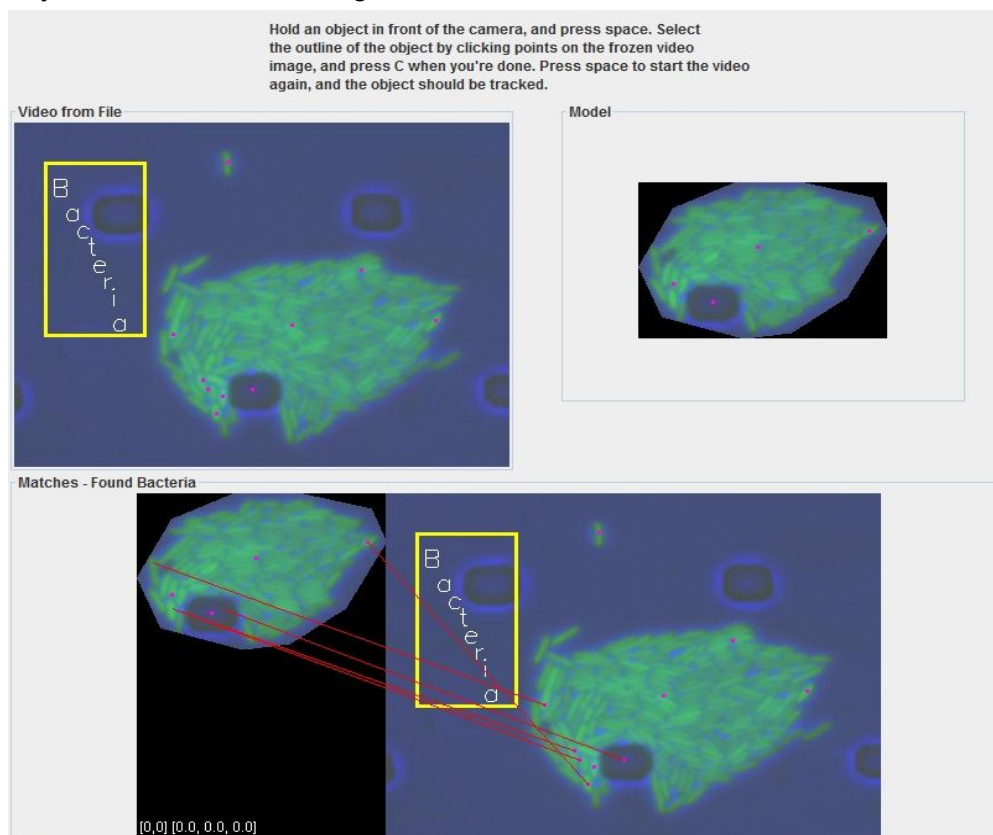 Hold an object in front of the camera, and press space. Select
the outline of the object by clicking points on the frozen video
image, and press C when you're done. Press space to start the video
again, and the object should be tracked.
Video from File
Model
Bacteria
Matches - Found Bacteria
Bacteria
[0,0] [0.0, 0.0, 0.0]